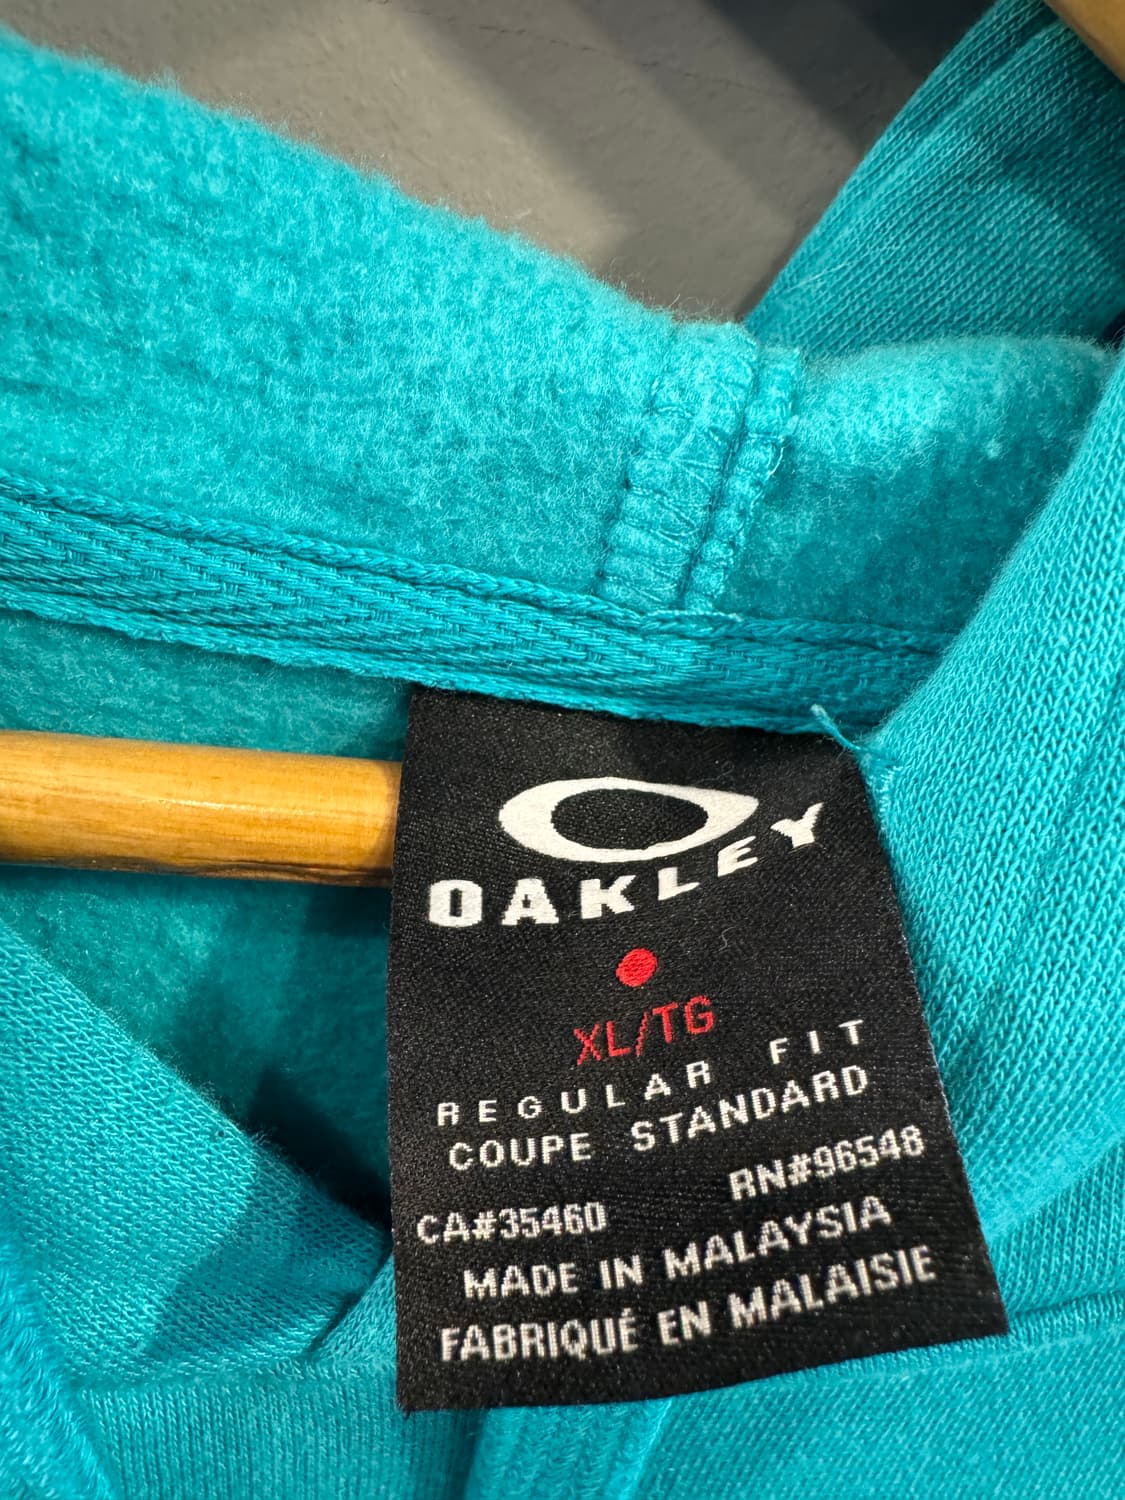 OAKLEY
XL/TG
REGULAR FIT
COUPE STANDARD
CA#35460 RN#96548
MADE IN MALAYSIA
FABRIQUÉ EN MALAISIE